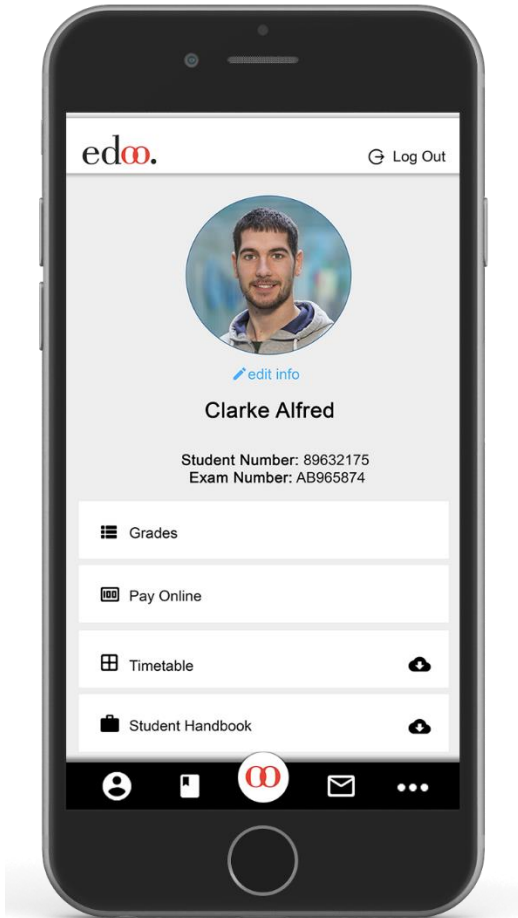 edoo.
Log Out
edit info
Clarke Alfred
Student Number: 89632175
Exam Number: AB965874
Grades
100 Pay Online
Timetable
Student Handbook